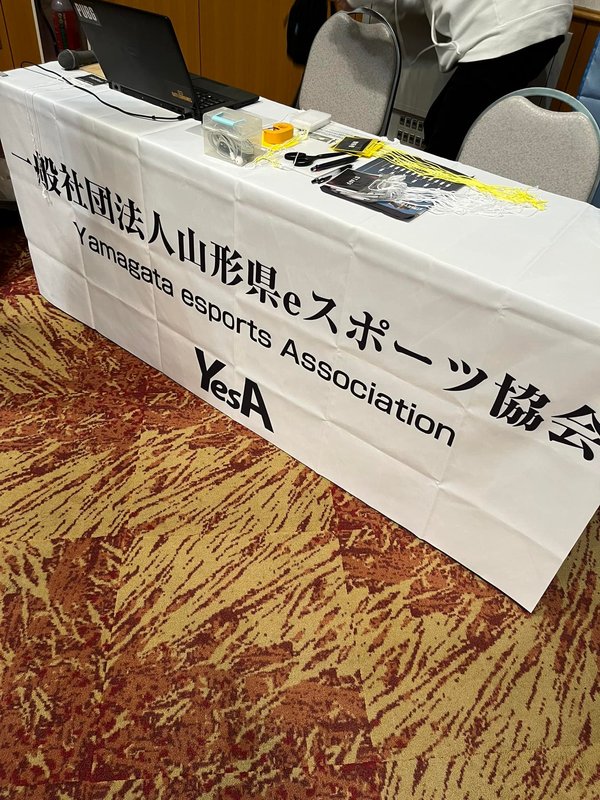 PUBG
一般社団法人山形県eスポーツ協会
Yamagata esports Association
YesA